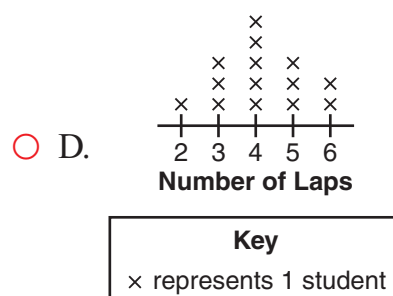 D.
2 3 4 5 6
Number of Laps
Key
× represents 1 student